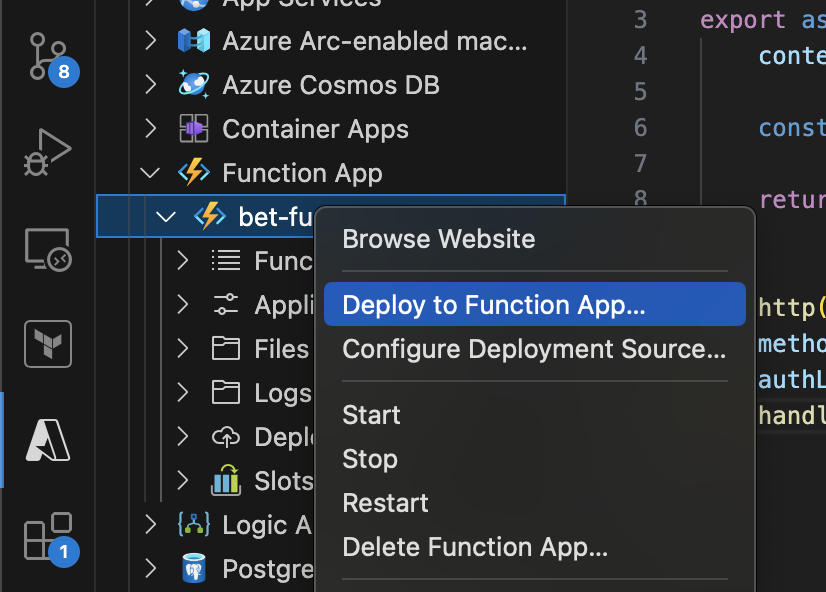 App Services
Azure Arc-enabled mac...
Azure Cosmos DB
Container Apps
Function App
bet-fu
Func
Appli
Files
Logs
Depl
Slots
Logic A
Postgre
8
1
Browse Website
Deploy to Function App...
Configure Deployment Source...
Start
Stop
Restart
Delete Function App...
3 export as
4 conte
5
6 const
7
8 retur
http(
metho
authL
handl